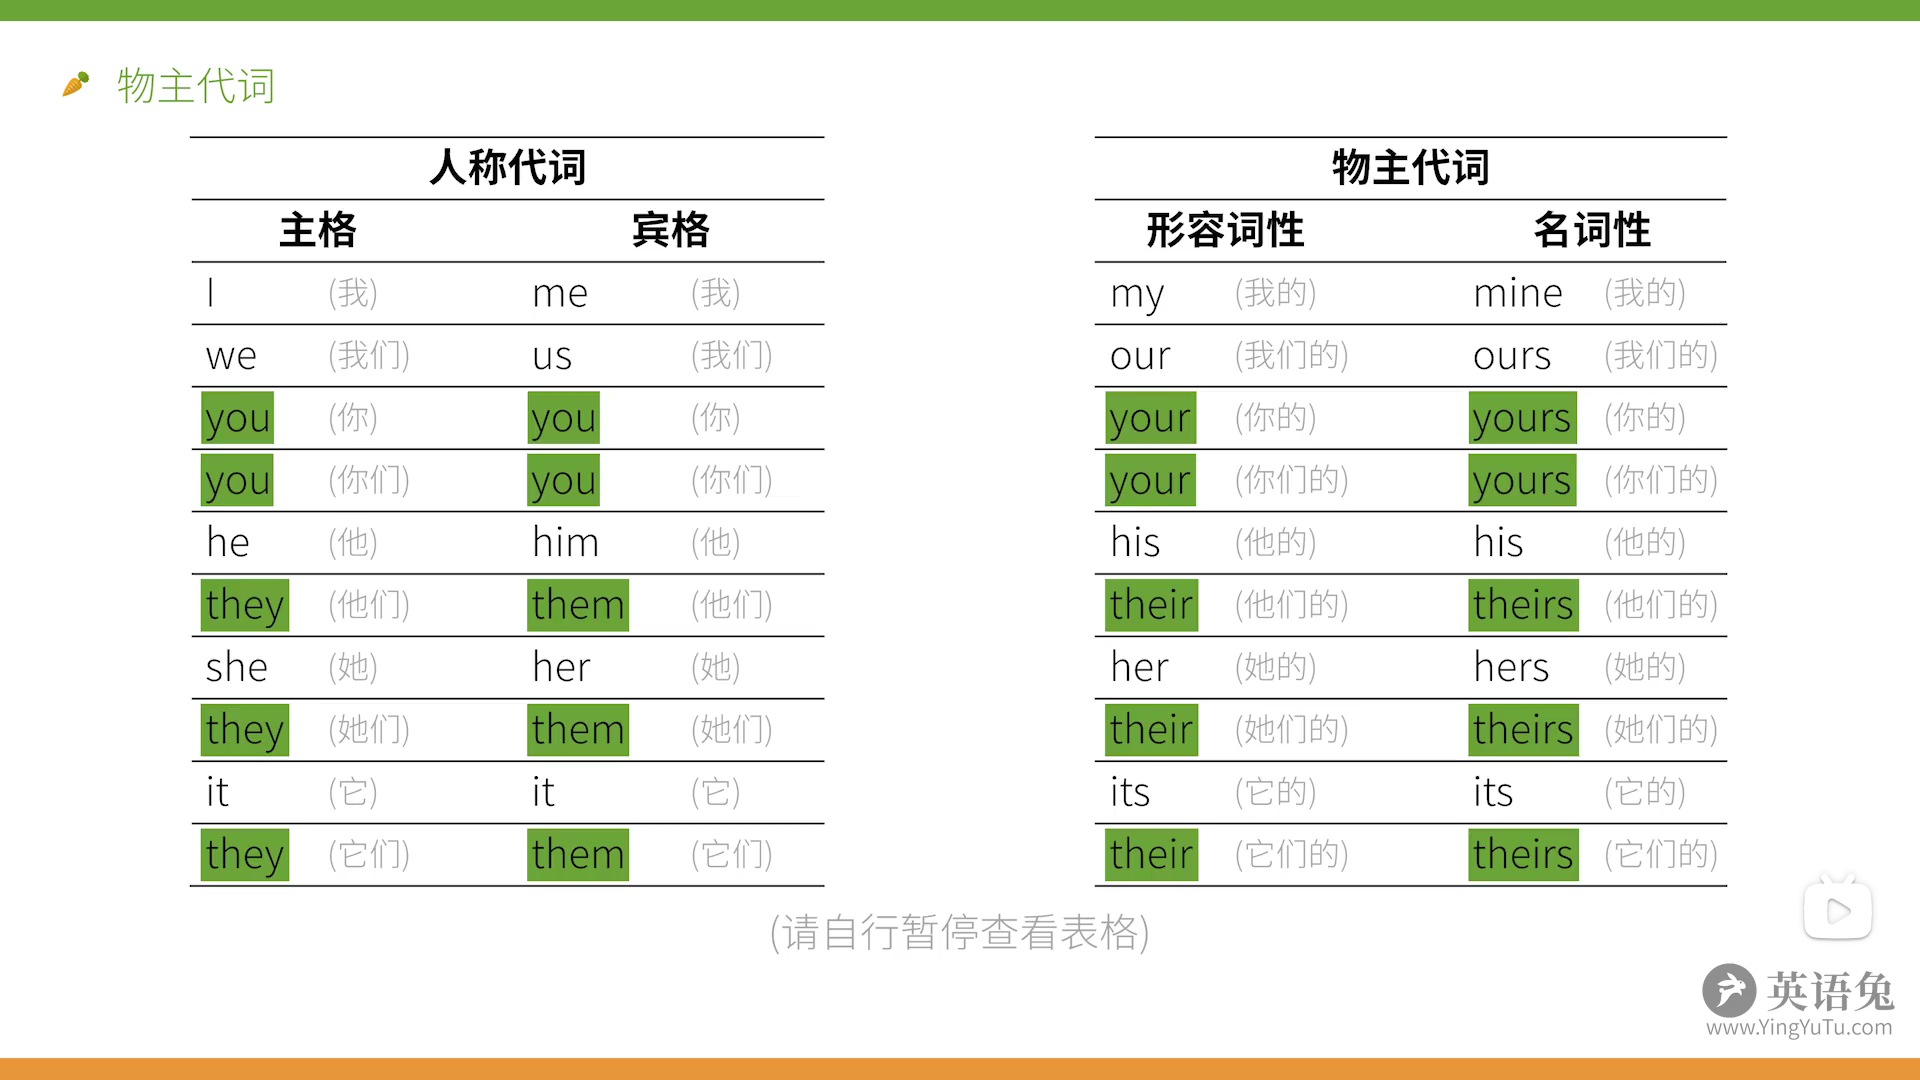 物主代词
人称代词
主格 宾格
I (我) me (我)
we (我们) us (我们)
you (你) you (你)
you (你们) you (你们)
he (他) him (他)
they (他们) them (他们)
she (她) her (她)
they (她们) them (她们)
it (它) it (它)
they (它们) them (它们)
物主代词
形容词性 名词性
my (我的) mine (我的)
our (我们的) ours (我们的)
your (你的) yours (你的)
your (你们的) yours (你们的)
his (他的) his (他的)
their (他们的) theirs (他们的)
her (她的) hers (她的)
their (她们的) theirs (她们的)
its (它的) its (它的)
their (它们的) theirs (它们的)
(请自行暂停查看表格)
英语兔
www.YingYuTu.com